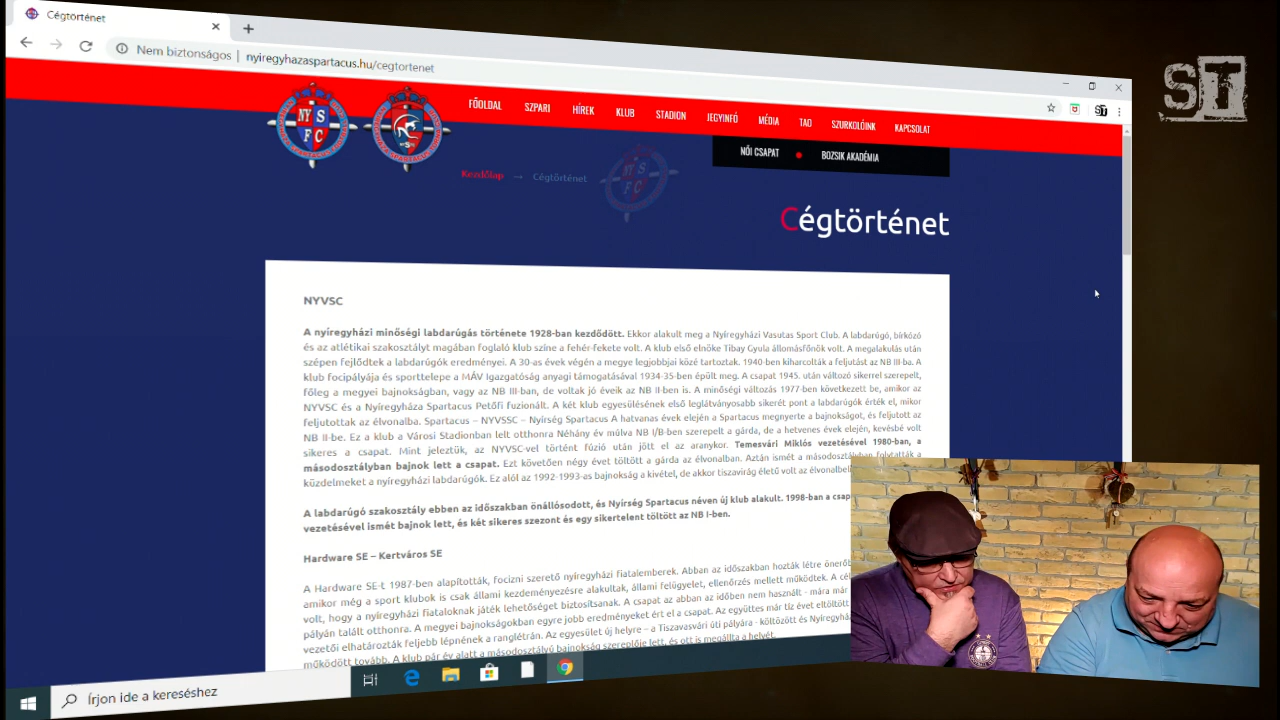 Cégtörténet
Nem biztonságos | nyiregyhazaspartacus.hu/cegtortenet
ST
ST
FŐOLDAL SZPARI HÍREK KLUB STADION JEGYINFÓ MÉDIA TAO SZURKOLÓINK KAPCSOLAT
NY S
F C
NŐI CSAPAT BOZSIK AKADÉMIA
Kezdőlap → Cégtörténet
NY S
F C
Cégtörténet
NYVSC
A nyíregyházi minőségi labdarúgás története 1928-ban kezdődött. Ekkor alakult meg a Nyíregyházi Vasutas Sport Club. A labdarúgó, birkózó
és az atlétikai szakosztályt magában foglaló klub színe a fehér-fekete volt. A klub első elnöke Tibay Gyula állomásfőnök volt. A megalakulás után
szépen fejlődtek a labdarúgók eredményei. A 30-as évek végén a megye legjobbjai közé tartoztak. 1940-ben kiharcolták a feljutást az NB III-ba. A
klub focipályája és sporttelepe a MÁV Igazgatóság anyagi támogatásával 1934-35-ben épült meg. A csapat 1945. után változó sikerrel szerepelt,
főleg a megyei bajnokságban, vagy az NB III-ban, de voltak jó éveik az NB II-ben is. A minőségi változás 1977-ben következett be, amikor az
NYVSC és a Nyíregyháza Spartacus Petőfi fuzionált. A két klub egyesülésének első leglátványosabb sikerét pont a labdarúgók érték el, mikor
feljutottak az élvonalba. Spartacus – NYVSSC – Nyírség Spartacus A hatvanas évek elején a Spartacus megnyerte a bajnokságot, és feljutott az
NB II-be. Ez a klub a Városi Stadionban lelt otthonra Néhány év múlva NB I/B-ben szerepelt a gárda, de a hetvenes évek elején, kevésbé volt
sikeres a csapat. Mint jeleztük, az NYVSC-vel történt fúzió után jött el az aranykor. Temesvári Miklós vezetésével 1980-ban, a
másodosztályban bajnok lett a csapat. Ezt követően négy évet töltött a gárda az élvonalban. Aztán ismét a másodosztályban folytatták a
küzdelmeket a nyíregyházi labdarúgók. Ez alól az 1992-1993-as bajnokság a kivétel, de akkor tiszavirág életű volt az élvonalbeli
A labdarúgó szakosztály ebben az időszakban önállósodott, és Nyírség Spartacus néven új klub alakult. 1998-ban a csap
vezetésével ismét bajnok lett, és két sikeres szezont és egy sikertelent töltött az NB I-ben.
Hardware SE – Kertváros SE
A Hardware SE-t 1987-ben alapították, focizni szerető nyíregyházi fiatalemberek. Abban az időszakban hozták létre önerőb
amikor még a sport klubok is csak állami kezdeményezésre alakultak, állami felügyelet, ellenőrzés mellett működtek. A cél
volt, hogy a nyíregyházi fiataloknak játék lehetőséget biztosítsanak. A csapat az abban az időben nem használt - mára már
pályán talált otthonra. A megyei bajnokságokban egyre jobb eredményeket ért el a csapat. Az együttes már tíz évet eltöltött
vezetői elhatározták feljebb lépnének a ranglétrán. Az egyesület új helyre – a Tiszavasvári úti pályára - költözött és Nyíregyház
működött tovább. A klub pár év alatt a másodosztályú bajnokság szereplője lett, és ott is megállta a helyét.
Írjon ide a kereséshez